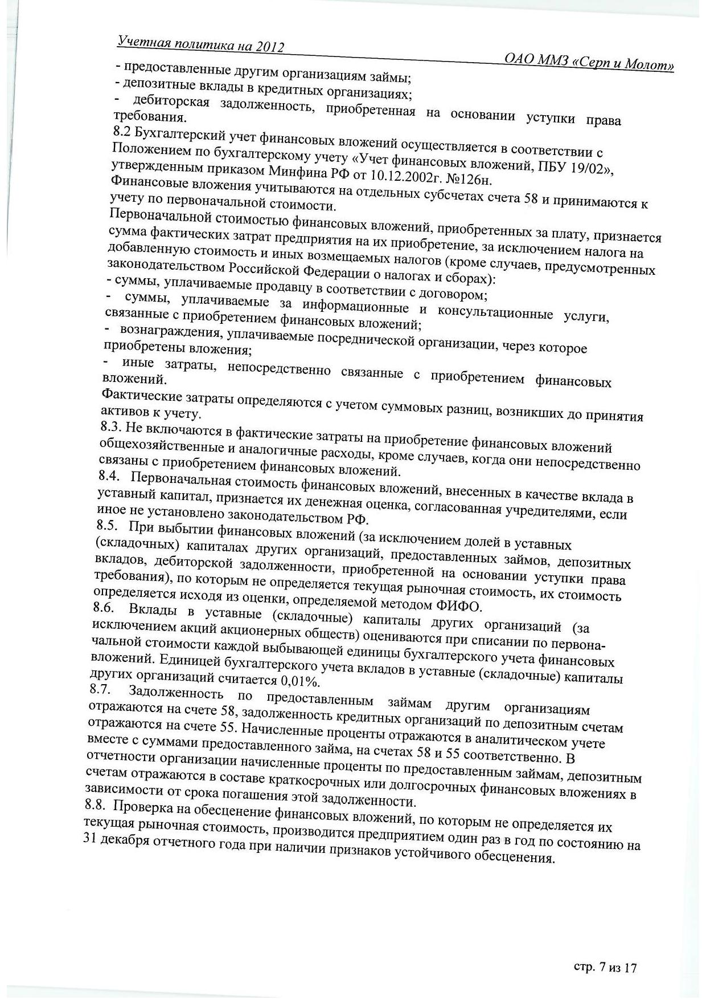 Учетная политика на 2012
ОАО ММЗ «Серп и Молот»
- предоставленные другим организациям займы;
- депозитные вклады в кредитных организациях;
- дебиторская задолженность, приобретенная на основании уступки права
требования.
8.2 Бухгалтерский учет финансовых вложений осуществляется в соответствии с
Положением по бухгалтерскому учету «Учет финансовых вложений, ПБУ 19/02»,
утвержденным приказом Минфина РФ от 10.12.2002г. №126н.
Финансовые вложения учитываются на отдельных субсчетах счета 58 и принимаются к
учету по первоначальной стоимости.
Первоначальной стоимостью финансовых вложений, приобретенных за плату, признается
сумма фактических затрат предприятия на их приобретение, за исключением налога на
добавленную стоимость и иных возмещаемых налогов (кроме случаев, предусмотренных
законодательством Российской Федерации о налогах и сборах):
- суммы, уплачиваемые продавцу в соответствии с договором;
- суммы, уплачиваемые за информационные и консультационные услуги,
связанные с приобретением финансовых вложений;
- вознаграждения, уплачиваемые посреднической организации, через которое
приобретены вложения;
- иные затраты, непосредственно связанные с приобретением финансовых
вложений.
Фактические затраты определяются с учетом суммовых разниц, возникших до принятия
активов к учету.
8.3. Не включаются в фактические затраты на приобретение финансовых вложений
общехозяйственные и аналогичные расходы, кроме случаев, когда они непосредственно
связаны с приобретением финансовых вложений.
8.4. Первоначальная стоимость финансовых вложений, внесенных в качестве вклада в
уставный капитал, признается их денежная оценка, согласованная учредителями, если
иное не установлено законодательством РФ.
8.5. При выбытии финансовых вложений (за исключением долей в уставных
(складочных) капиталах других организаций, предоставленных займов, депозитных
вкладов, дебиторской задолженности, приобретенной на основании уступки права
требования), по которым не определяется текущая рыночная стоимость, их стоимость
определяется исходя из оценки, определяемой методом ФИФО.
8.6. Вклады в уставные (складочные) капиталы других организаций (за
исключением акций акционерных обществ) оцениваются при списании по первона-
чальной стоимости каждой выбывающей единицы бухгалтерского учета финансовых
вложений. Единицей бухгалтерского учета вкладов в уставные (складочные) капиталы
других организаций считается 0,01%.
8.7. Задолженность по предоставленным займам другим организациям
отражаются на счете 58, задолженность кредитных организаций по депозитным счетам
отражаются на счете 55. Начисленные проценты отражаются в аналитическом учете
вместе с суммами предоставленного займа, на счетах 58 и 55 соответственно. В
отчетности организации начисленные проценты по предоставленным займам, депозитным
счетам отражаются в составе краткосрочных или долгосрочных финансовых вложениях в
зависимости от срока погашения этой задолженности.
8.8. Проверка на обесценение финансовых вложений, по которым не определяется их
текущая рыночная стоимость, производится предприятием один раз в год по состоянию на
31 декабря отчетного года при наличии признаков устойчивого обесценения.
стр. 7 из 17